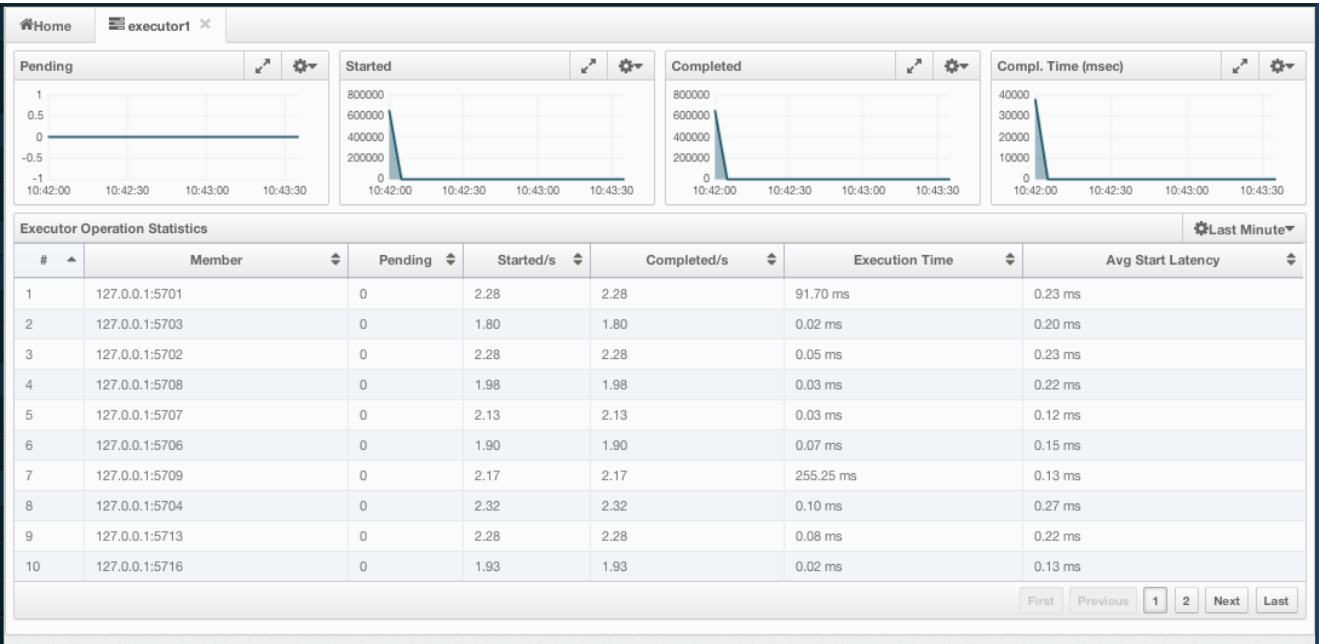 Home executor1
Pending Started Completed Compl. Time (msec)
1 800000 800000 40000
0.5 600000 600000 30000
0 400000 400000 20000
-0.5 200000 200000 10000
-1 0 0 0
10:42:00 10:42:30 10:43:00 10:43:30 10:42:00 10:42:30 10:43:00 10:43:30 10:42:00 10:42:30 10:43:00 10:43:30 10:42:00 10:42:30 10:43:00 10:43:30
Executor Operation Statistics Last Minute
# Member Pending Started/s Completed/s Execution Time Avg Start Latency
1 127.0.0.1:5701 0 2.28 2.28 91.70 ms 0.23 ms
2 127.0.0.1:5703 0 1.80 1.80 0.02 ms 0.20 ms
3 127.0.0.1:5702 0 2.28 2.28 0.05 ms 0.23 ms
4 127.0.0.1:5708 0 1.98 1.98 0.03 ms 0.22 ms
5 127.0.0.1:5707 0 2.13 2.13 0.03 ms 0.12 ms
6 127.0.0.1:5706 0 1.90 1.90 0.07 ms 0.15 ms
7 127.0.0.1:5709 0 2.17 2.17 255.25 ms 0.13 ms
8 127.0.0.1:5704 0 2.32 2.32 0.10 ms 0.27 ms
9 127.0.0.1:5713 0 2.28 2.28 0.08 ms 0.22 ms
10 127.0.0.1:5716 0 1.93 1.93 0.02 ms 0.13 ms
First Previous 1 2 Next Last